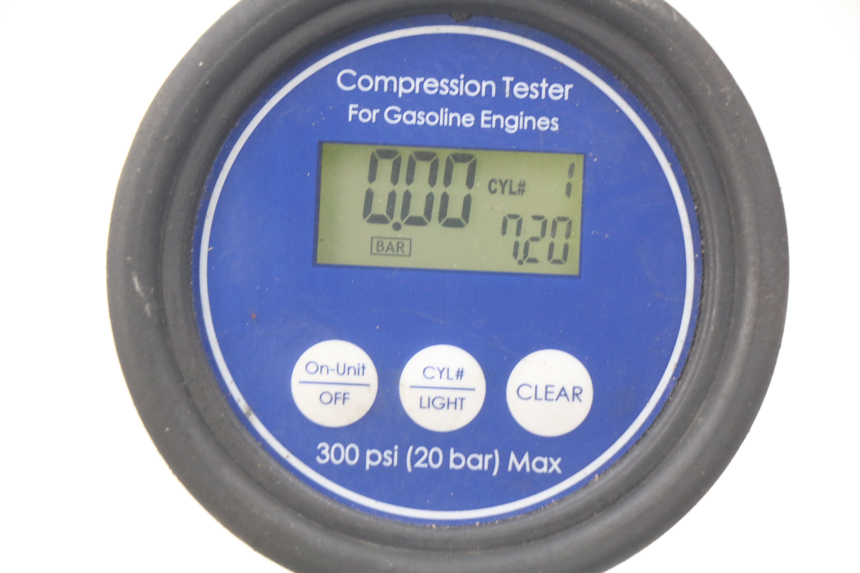 Compression Tester
For Gasoline Engines
0.00 CYL# 1
BAR 7.20
On-Unit
OFF
CYL#
LIGHT
CLEAR
300 psi (20 bar) Max